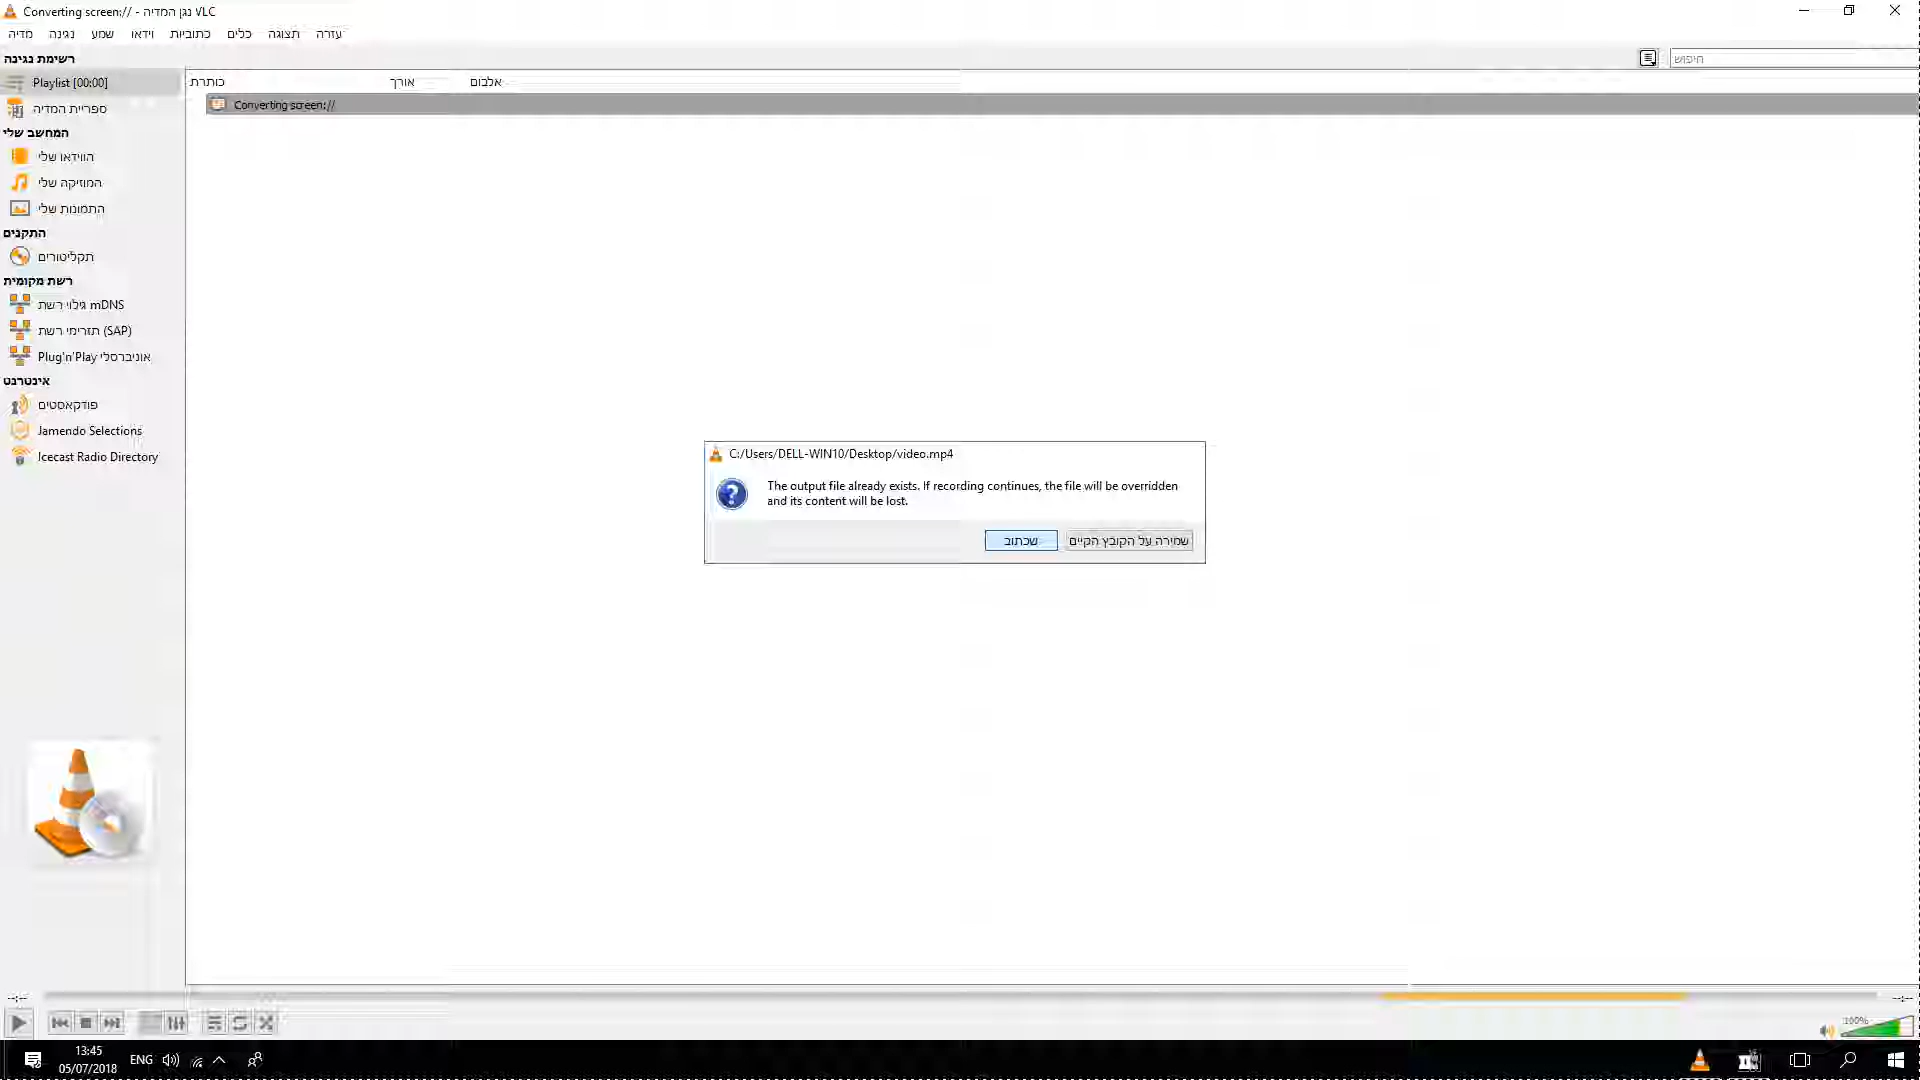 Converting screen:// - נגן המדיה VLC
מדיה נגינה שמע וידאו כתוביות כלים תצוגה עזרה
רשימת נגינה
חיפוש
Playlist [00:00]
כותרת אורך אלבום
Converting screen://
ספריית המדיה
המחשב שלי
הווידאו שלי
המוזיקה שלי
התמונות שלי
התקנים
תקליטורים
רשת מקומית
גילוי רשת mDNS
תזרימי רשת (SAP)
Plug'n'Play אוניברסלי
אינטרנט
פודקאסטים
Jamendo Selections
Icecast Radio Directory
C:/Users/DELL-WIN10/Desktop/video.mp4
The output file already exists. If recording continues, the file will be overridden
and its content will be lost.
שכתוב
שמירה על הקובץ הקיים
--:--
--:--
100%
13:45
05/07/2018
ENG